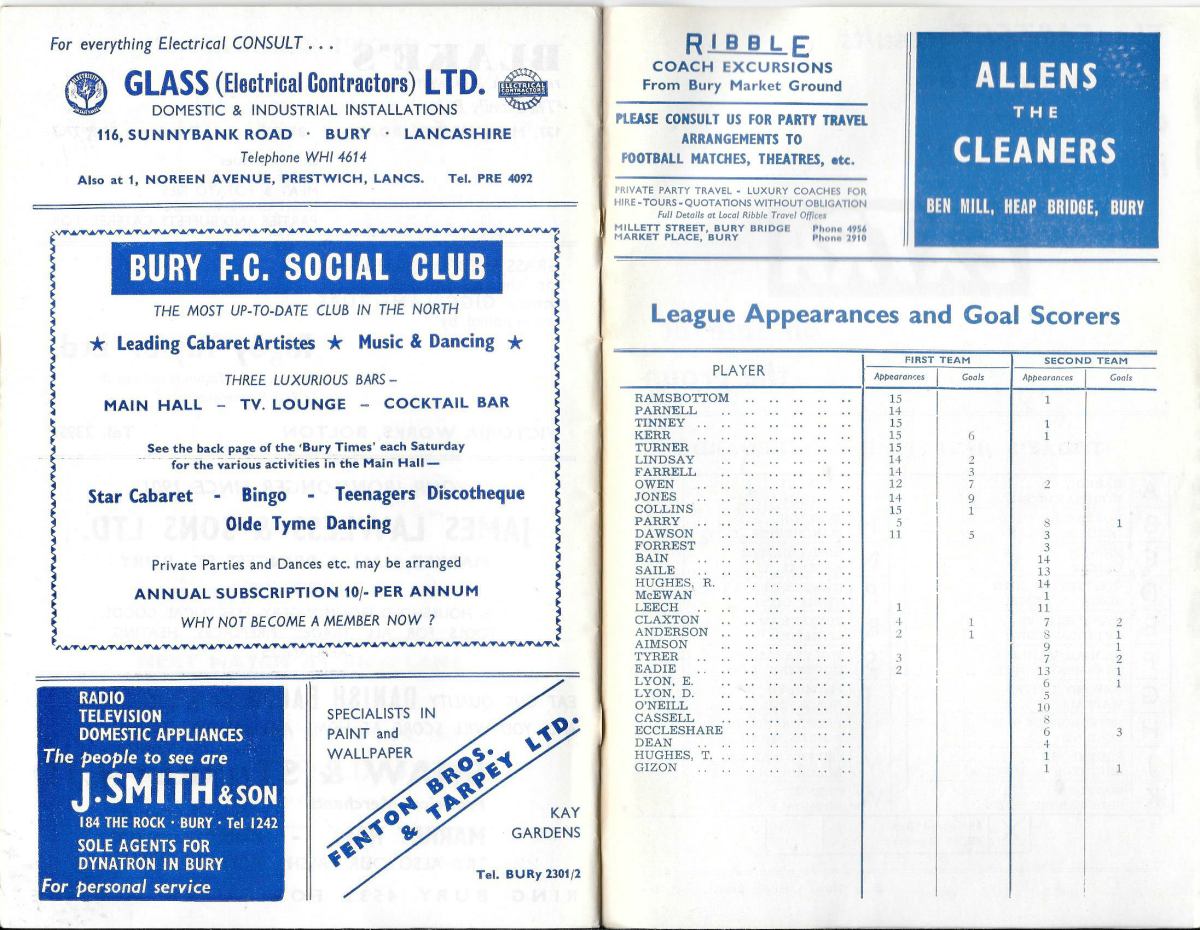 For everything Electrical CONSULT . . .
GLASS (Electrical Contractors) LTD.
ELECTRICAL CONTRACTORS
DOMESTIC & INDUSTRIAL INSTALLATIONS
116, SUNNYBANK ROAD · BURY · LANCASHIRE
Telephone WHI 4614
Also at 1, NOREEN AVENUE, PRESTWICH, LANCS. Tel. PRE 4092
BURY F.C. SOCIAL CLUB
THE MOST UP-TO-DATE CLUB IN THE NORTH
★ Leading Cabaret Artistes ★ Music & Dancing ★
THREE LUXURIOUS BARS –
MAIN HALL – TV. LOUNGE – COCKTAIL BAR
See the back page of the 'Bury Times' each Saturday
for the various activities in the Main Hall —
Star Cabaret - Bingo - Teenagers Discotheque
Olde Tyme Dancing
Private Parties and Dances etc. may be arranged
ANNUAL SUBSCRIPTION 10/- PER ANNUM
WHY NOT BECOME A MEMBER NOW ?
RADIO
TELEVISION
DOMESTIC APPLIANCES
The people to see are
J. SMITH & SON
184 THE ROCK · BURY · Tel 1242
SOLE AGENTS FOR
DYNATRON IN BURY
For personal service
SPECIALISTS IN
PAINT and
WALLPAPER
FENTON BROS.
& TARPEY LTD.
KAY
GARDENS
Tel. BURy 2301/2
RIBBLE
COACH EXCURSIONS
From Bury Market Ground
PLEASE CONSULT US FOR PARTY TRAVEL
ARRANGEMENTS TO
FOOTBALL MATCHES, THEATRES, etc.
PRIVATE PARTY TRAVEL - LUXURY COACHES FOR
HIRE - TOURS - QUOTATIONS WITHOUT OBLIGATION
Full Details at Local Ribble Travel Offices
MILLETT STREET, BURY BRIDGE Phone 4956
MARKET PLACE, BURY Phone 2910
ALLENS
THE
CLEANERS
BEN MILL, HEAP BRIDGE, BURY
League Appearances and Goal Scorers
PLAYER FIRST TEAM SECOND TEAM
Appearances Goals Appearances Goals
RAMSBOTTOM .. .. .. .. .. 15 1
PARNELL .. .. .. .. .. .. 14
TINNEY .. .. .. .. .. .. 15 1
KERR .. .. .. .. .. .. 15 6 1
TURNER .. .. .. .. .. .. 15
LINDSAY .. .. .. .. .. .. 14 2
FARRELL .. .. .. .. .. .. 14 3
OWEN .. .. .. .. .. .. 12 7 2
JONES .. .. .. .. .. .. 14 9
COLLINS .. .. .. .. .. .. 15 1
PARRY .. .. .. .. .. .. 5 8 1
DAWSON .. .. .. .. .. .. 11 5 3
FORREST .. .. .. .. .. .. 3
BAIN .. .. .. .. .. .. 14
SAILE .. .. .. .. .. .. 13
HUGHES, R. .. .. .. .. .. 14
McEWAN .. .. .. .. .. .. 1
LEECH .. .. .. .. .. .. 1 11
CLAXTON .. .. .. .. .. .. 4 1 7 2
ANDERSON .. .. .. .. .. .. 2 1 8 1
AIMSON .. .. .. .. .. .. 9 1
TYRER .. .. .. .. .. .. 3 7 2
EADIE .. .. .. .. .. .. 2 13 1
LYON, E. .. .. .. .. .. .. 6 1
LYON, D. .. .. .. .. .. .. 5
O'NEILL .. .. .. .. .. .. 10
CASSELL .. .. .. .. .. .. 8
ECCLESHARE .. .. .. .. .. 6 3
DEAN .. .. .. .. .. .. 4
HUGHES, T. .. .. .. .. .. 1
GIZON .. .. .. .. .. .. 1 1